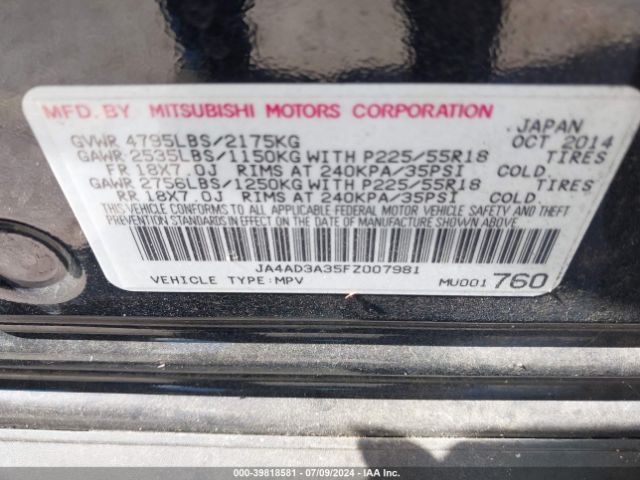 MFD. BY MITSUBISHI MOTORS CORPORATION
JAPAN
GVWR 4795LBS/2175KG OCT 2014
GAWR 2535LBS/1150KG WITH P225/55R18 TIRES
FR 18X7.0J RIMS AT 240KPA/35PSI COLD.
GAWR 2756LBS/1250KG WITH P225/55R18 TIRES
RR 18X7.0J RIMS AT 240KPA/35PSI COLD.
THIS VEHICLE CONFORMS TO ALL APPLICABLE FEDERAL MOTOR VEHICLE SAFETY AND THEFT
PREVENTION STANDARDS IN EFFECT ON THE DATE OF MANUFACTURE SHOWN ABOVE.
JA4AD3A35FZ007981
VEHICLE TYPE:MPV MU001 760
000-39818581 / 07/09/2024 - IAA Inc.